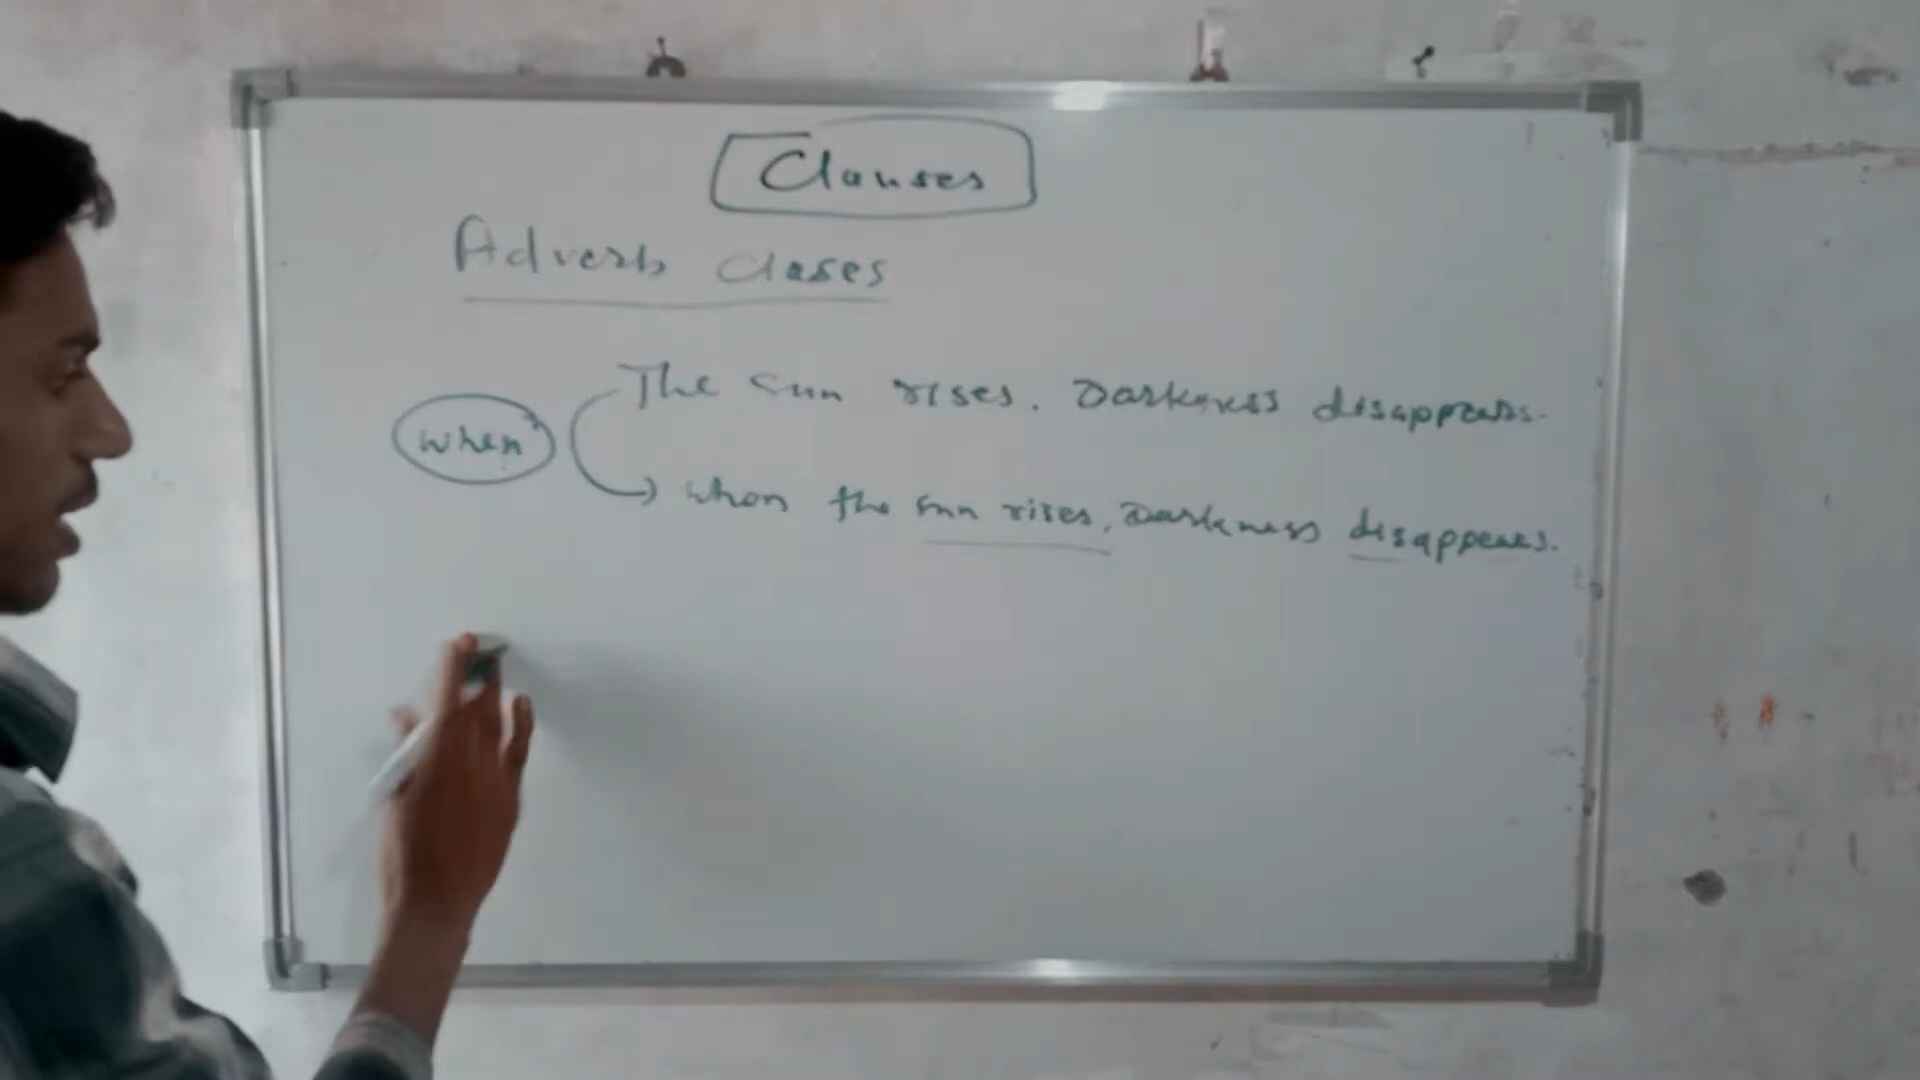 Clauses
Adverb clases
The sun rises. Darkness disappears.
when
when the sun rises, Darkness disappears.